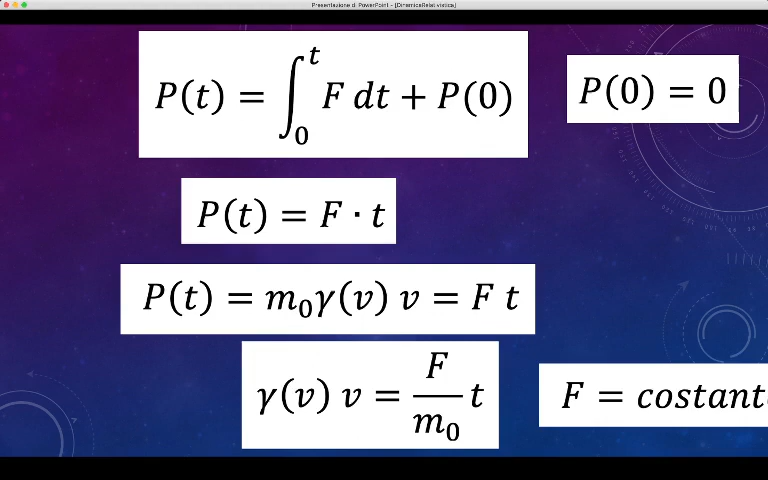 Presentazione di PowerPoint - [DinamicaRelativistica]
P(t) = ∫₀ᵗ F dt + P(0)
P(0) = 0
P(t) = F · t
P(t) = m₀γ(v) v = F t
γ(v) v = F/m₀ t
F = costant